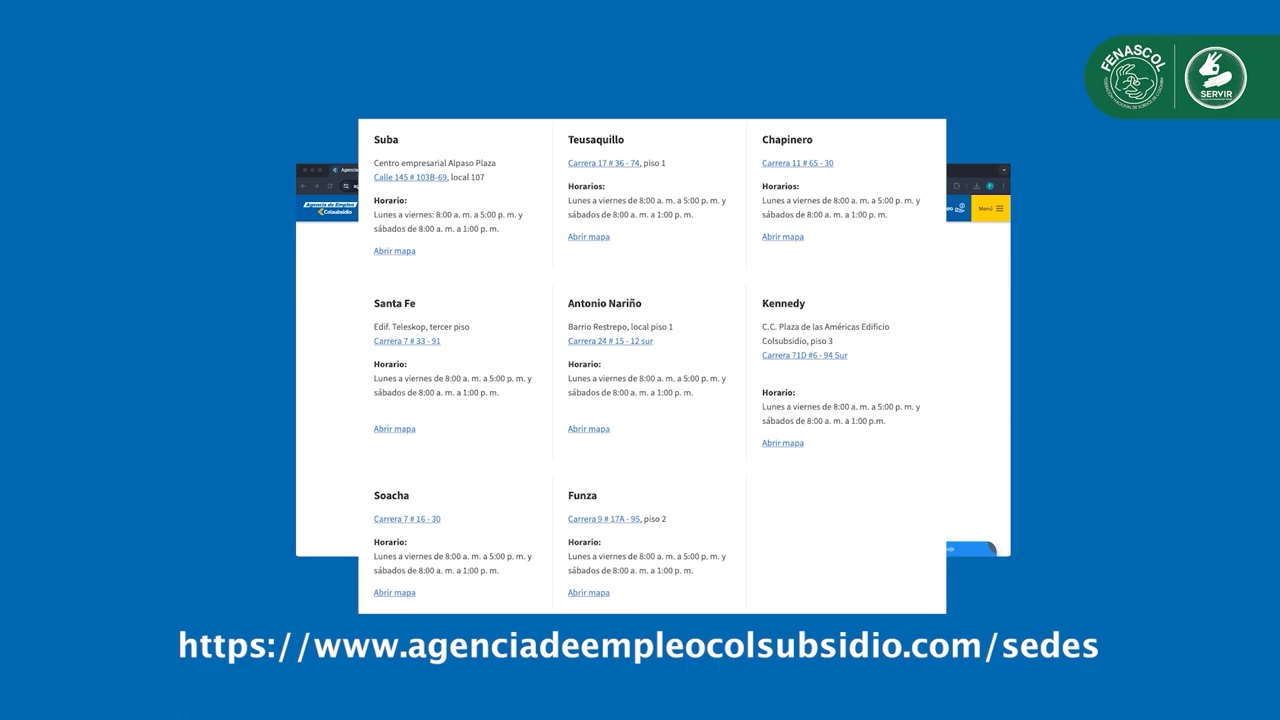 FENASCOL
FEDERACIÓN NACIONAL DE SORDOS DE COLOMBIA
SERVIR
Suba
Centro empresarial Alpaso Plaza
Calle 145 # 103B-69, local 107
Horario:
Lunes a viernes: 8:00 a. m. a 5:00 p. m. y
sábados de 8:00 a. m. a 1:00 p. m.
Abrir mapa
Teusaquillo
Carrera 17 # 36 - 74, piso 1
Horarios:
Lunes a viernes de 8:00 a. m. a 5:00 p. m. y
sábados de 8:00 a. m. a 1:00 p. m.
Abrir mapa
Chapinero
Carrera 11 # 65 - 30
Horarios:
Lunes a viernes de 8:00 a. m. a 5:00 p. m. y
sábados de 8:00 a. m. a 1:00 p. m.
Abrir mapa
Agencia de Empleo
Colsubsidio
Menú
Santa Fe
Edif. Teleskop, tercer piso
Carrera 7 # 33 - 91
Horario:
Lunes a viernes de 8:00 a. m. a 5:00 p. m. y
sábados de 8:00 a. m. a 1:00 p. m.
Abrir mapa
Antonio Nariño
Barrio Restrepo, local piso 1
Carrera 24 # 15 - 12 sur
Horario:
Lunes a viernes de 8:00 a. m. a 5:00 p. m. y
sábados de 8:00 a. m. a 1:00 p. m.
Abrir mapa
Kennedy
C.C. Plaza de las Américas Edificio
Colsubsidio, piso 3
Carrera 71D #6 - 94 Sur
Horario:
Lunes a viernes de 8:00 a. m. a 5:00 p. m. y
sábados de 8:00 a. m. a 1:00 p.m.
Abrir mapa
Soacha
Carrera 7 # 16 - 30
Horario:
Lunes a viernes de 8:00 a. m. a 5:00 p. m. y
sábados de 8:00 a. m. a 1:00 p. m.
Abrir mapa
Funza
Carrera 9 # 17A - 95, piso 2
Horario:
Lunes a viernes de 8:00 a. m. a 5:00 p. m. y
sábados de 8:00 a. m. a 1:00 p. m.
Abrir mapa
https://www.agenciadeempleocolsubsidio.com/sedes